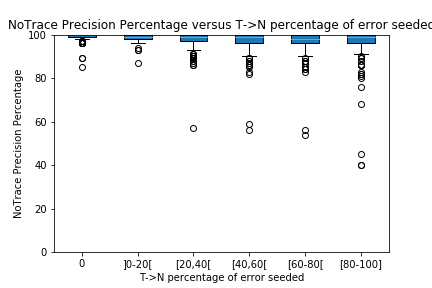 NoTrace Precision Percentage versus T->N percentage of error seeded
100
80
60
40
20
0
NoTrace Precision Percentage
0 ]0-20[ [20,40[ [40,60[ [60-80[ [80-100]
T->N percentage of error seeded